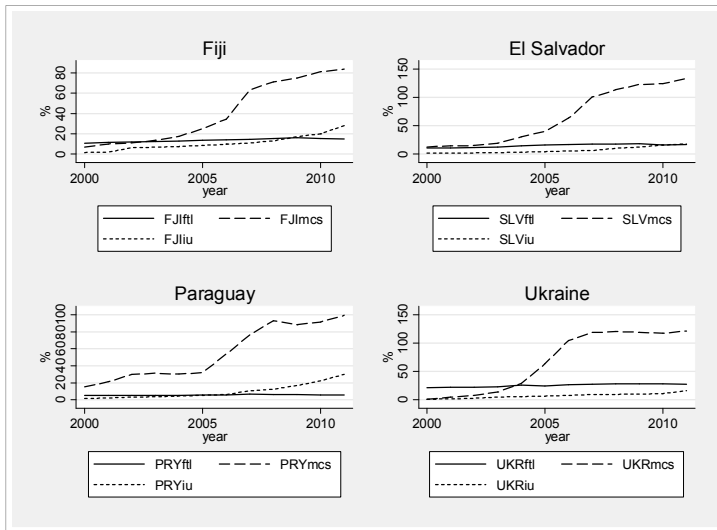 Fiji
%
0 20 40 60 80
2000 2005 2010
year
FJIftl FJImcs
FJIiu
El Salvador
%
0 50 100 150
2000 2005 2010
year
SLVftl SLVmcs
SLViu
Paraguay
%
0 20 40 60 80 100
2000 2005 2010
year
PRYftl PRYmcs
PRYiu
Ukraine
%
0 50 100 150
2000 2005 2010
year
UKRftl UKRmcs
UKRiu